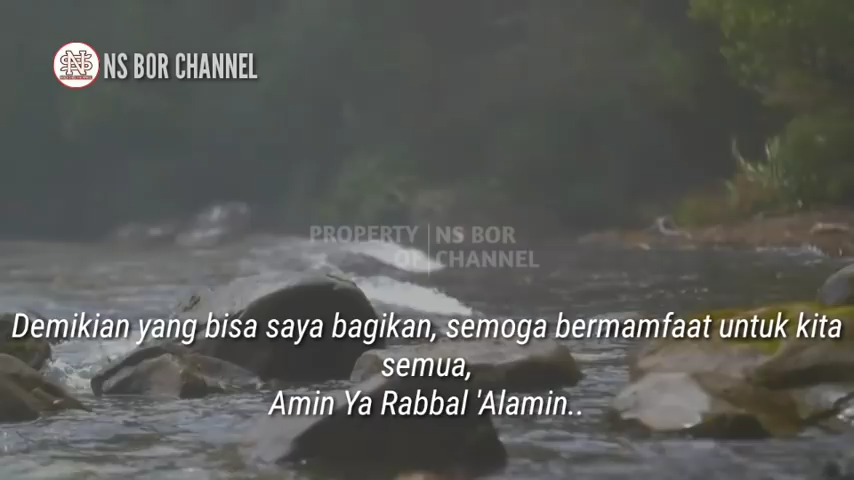 NS BOR CHANNEL
PROPERTY OF
NS BOR CHANNEL
Demikian yang bisa saya bagikan, semoga bermamfaat untuk kita
semua,
Amin Ya Rabbal 'Alamin..